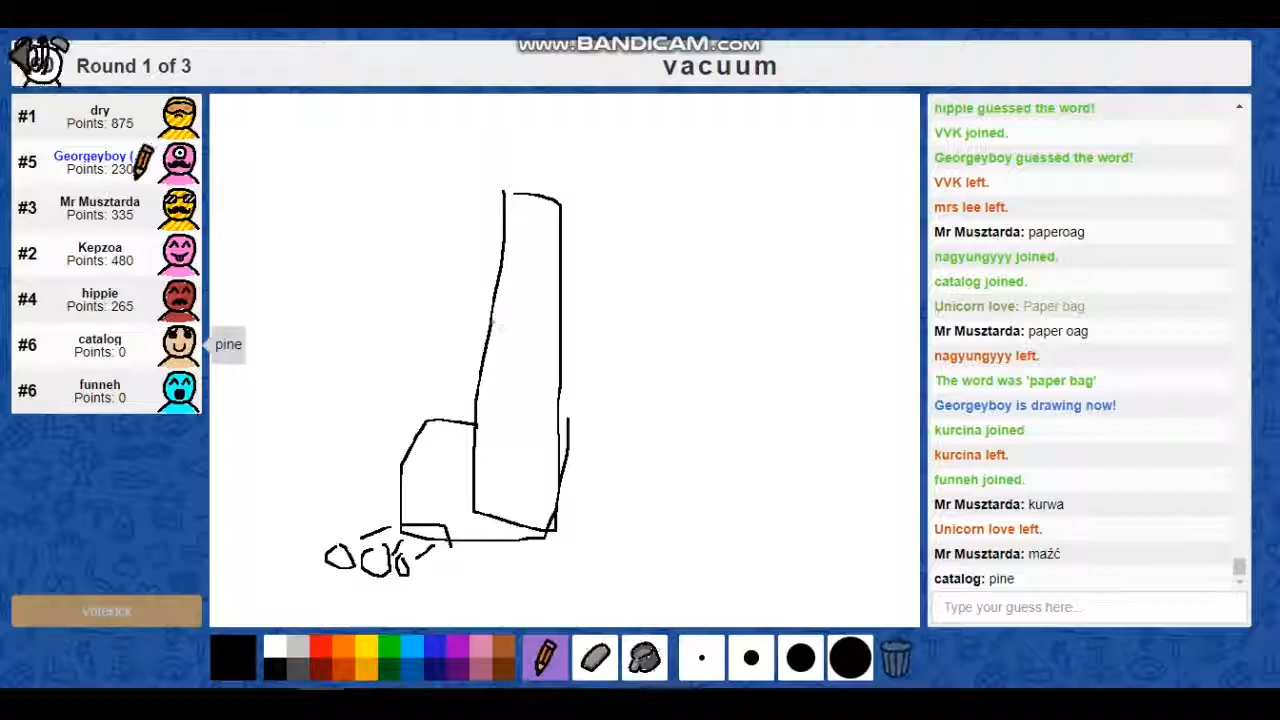 www.BANDICAM.com
Round 1 of 3
vacuum
#1
dry
Points: 875
#5
Georgeyboy (
Points: 230
#3
Mr Musztarda
Points: 335
#2
Kepzoa
Points: 480
#4
hippie
Points: 265
#6
catalog
Points: 0
pine
#6
funneh
Points: 0
votekick
hippie guessed the word!
VVK joined.
Georgeyboy guessed the word!
VVK left.
mrs lee left.
Mr Musztarda: paperoag
nagyungyyy joined.
catalog joined.
Unicorn love: Paper bag
Mr Musztarda: paper oag
nagyungyyy left.
The word was 'paper bag'
Georgeyboy is drawing now!
kurcina joined
kurcina left.
funneh joined.
Mr Musztarda: kurwa
Unicorn love left.
Mr Musztarda: maźć
catalog: pine
Type your guess here...